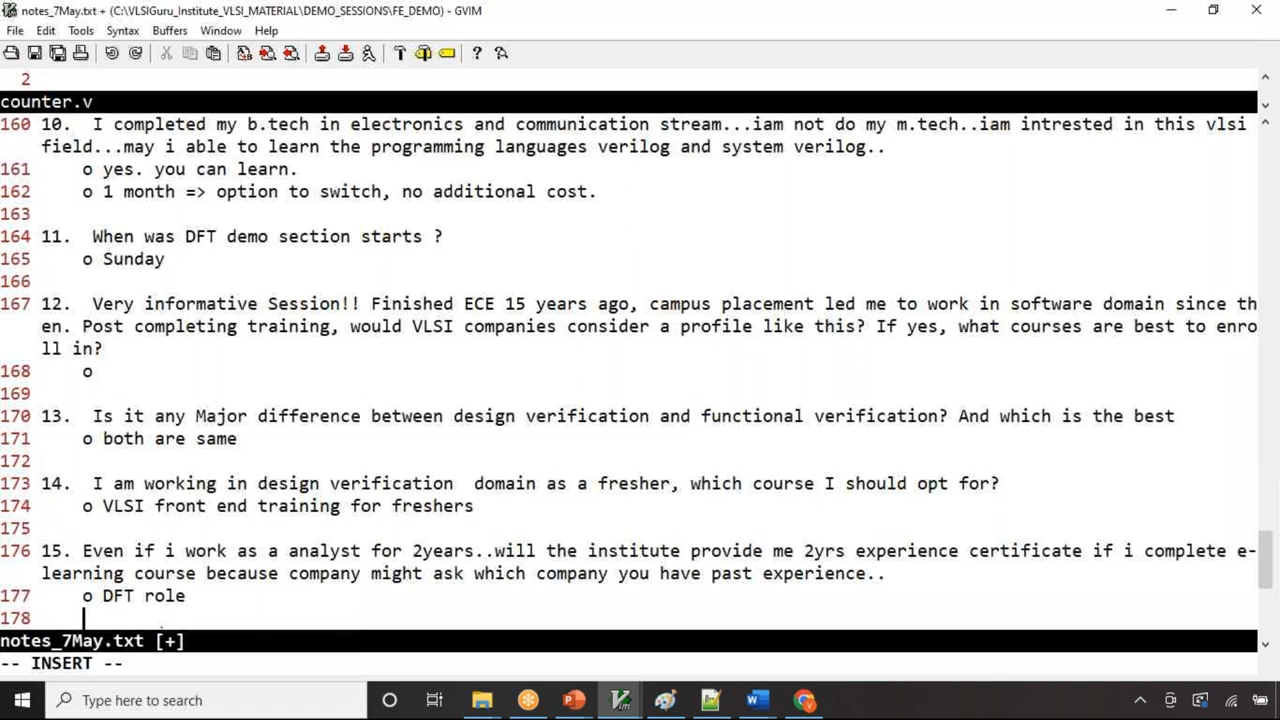 notes_7May.txt + (C:\VLSIGuru_Institute_VLSI_MATERIAL\DEMO_SESSIONS\FE_DEMO) - GVIM
File Edit Tools Syntax Buffers Window Help
2
counter.v
160 10.  I completed my b.tech in electronics and communication stream...iam not do my m.tech..iam intrested in this vlsi
field...may i able to learn the programming languages verilog and system verilog..
161 o yes. you can learn.
162 o 1 month => option to switch, no additional cost.
163
164 11.  When was DFT demo section starts ?
165 o Sunday
166
167 12.  Very informative Session!! Finished ECE 15 years ago, campus placement led me to work in software domain since th
en. Post completing training, would VLSI companies consider a profile like this? If yes, what courses are best to enro
ll in?
168 o
169
170 13.  Is it any Major difference between design verification and functional verification? And which is the best
171 o both are same
172
173 14.  I am working in design verification  domain as a fresher, which course I should opt for?
174 o VLSI front end training for freshers
175
176 15. Even if i work as a analyst for 2years..will the institute provide me 2yrs experience certificate if i complete e-
learning course because company might ask which company you have past experience..
177 o DFT role
178
notes_7May.txt [+]
-- INSERT --
Type here to search